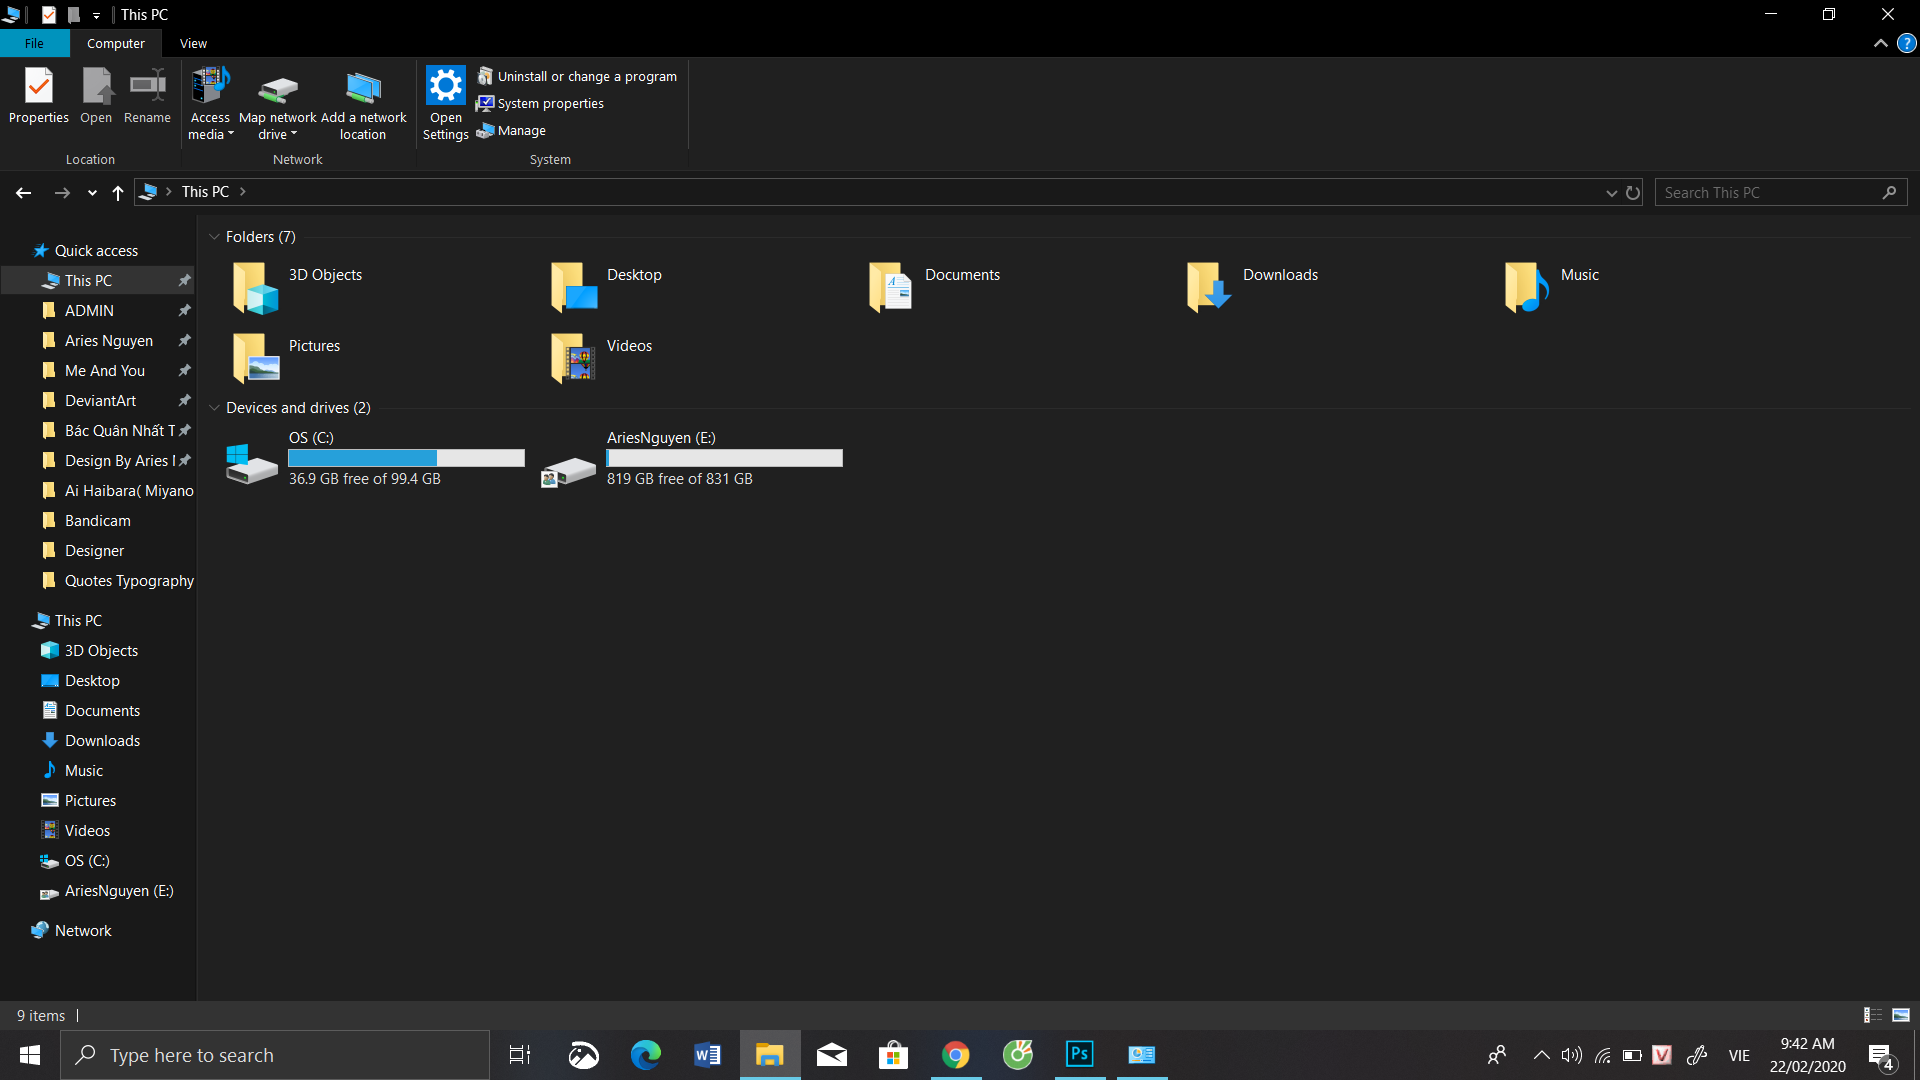 This PC
File
Computer
View
Properties
Open
Rename
Access media
Map network drive
Add a network location
Open Settings
Uninstall or change a program
System properties
Manage
Location
Network
System
This PC
Search This PC
Quick access
This PC
ADMIN
Aries Nguyen
Me And You
DeviantArt
Bác Quân Nhất T
Design By Aries
Ai Haibara( Miyano
Bandicam
Designer
Quotes Typography
This PC
3D Objects
Desktop
Documents
Downloads
Music
Pictures
Videos
OS (C:)
AriesNguyen (E:)
Network
Folders (7)
3D Objects
Desktop
Documents
Downloads
Music
Pictures
Videos
Devices and drives (2)
OS (C:)
36.9 GB free of 99.4 GB
AriesNguyen (E:)
819 GB free of 831 GB
9 items
Type here to search
Ps
VIE
9:42 AM
22/02/2020
4